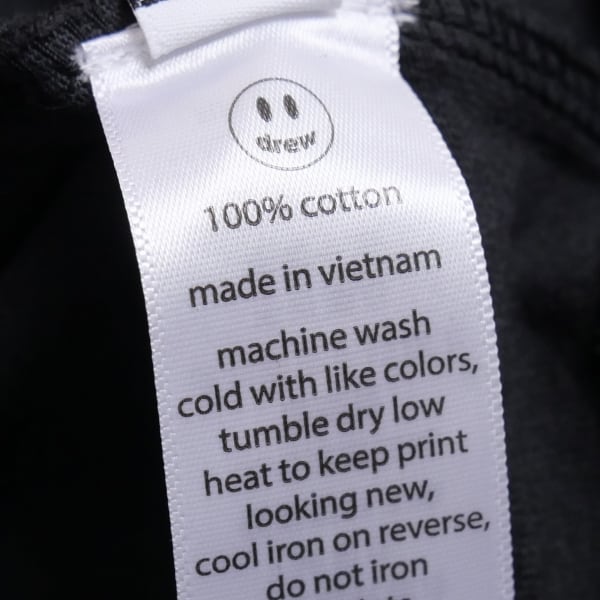 drew
100% cotton
made in vietnam
machine wash
cold with like colors,
tumble dry low
heat to keep print
looking new,
cool iron on reverse,
do not iron